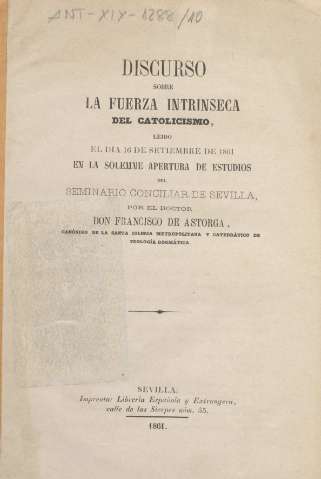 ANT-XIX-1288/10
DISCURSO
SOBRE
LA FUERZA INTRINSECA
DEL CATOLICISMO,
LEIDO
EL DIA 16 DE SETIEMBRE DE 1861
EN LA SOLEMNE APERTURA DE ESTUDIOS
DEL
SEMINARIO CONCILIAR DE SEVILLA,
POR EL DOCTOR
DON FRANCISCO DE ASTORGA,
CANÓNIGO DE LA SANTA IGLESIA METROPOLITANA Y CATEDRÁTICO DE
TEOLOGÍA DOGMÁTICA.
SEVILLA:
Imprenta: Librería Española y Extrangera,
calle de las Sierpes núm. 35.
1861.